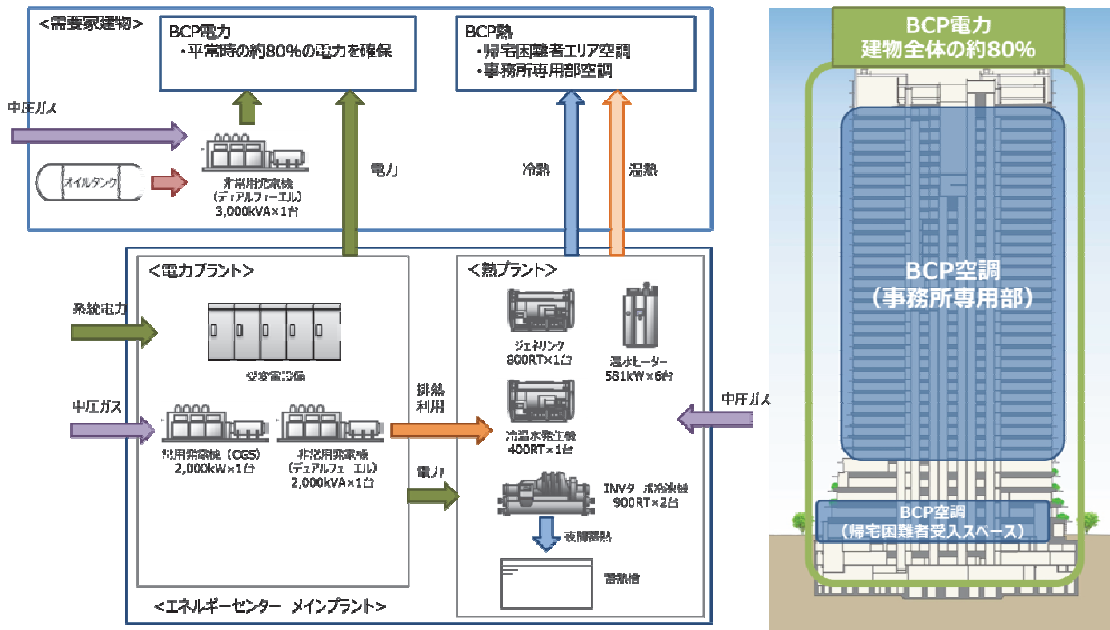 ＜需要家建物＞
BCP電力
・平常時の約80％の電力を確保
BCP熱
・帰宅困難者エリア空調
・事務所専用部空調
中圧ガス
オイルタンク
非常用発電機
（デュアルフューエル）
3,000kVA×1台
電力
冷熱
温熱
＜電力プラント＞
系統電力
受変電設備
中圧ガス
常用発電機（CGS）
2,000kW×1台
非常用発電機
（デュアルフューエル）
2,000kVA×1台
排熱
利用
電力
＜熱プラント＞
ジェネリンク
800RT×1台
温水ヒーター
581kW×6台
冷温水発生機
400RT×1台
中圧ガス
INVターボ冷凍機
900RT×2台
夜間蓄熱
蓄熱槽
＜エネルギーセンター メインプラント＞
BCP電力
建物全体の約80%
BCP空調
（事務所専用部）
BCP空調
（帰宅困難者受入スペース）